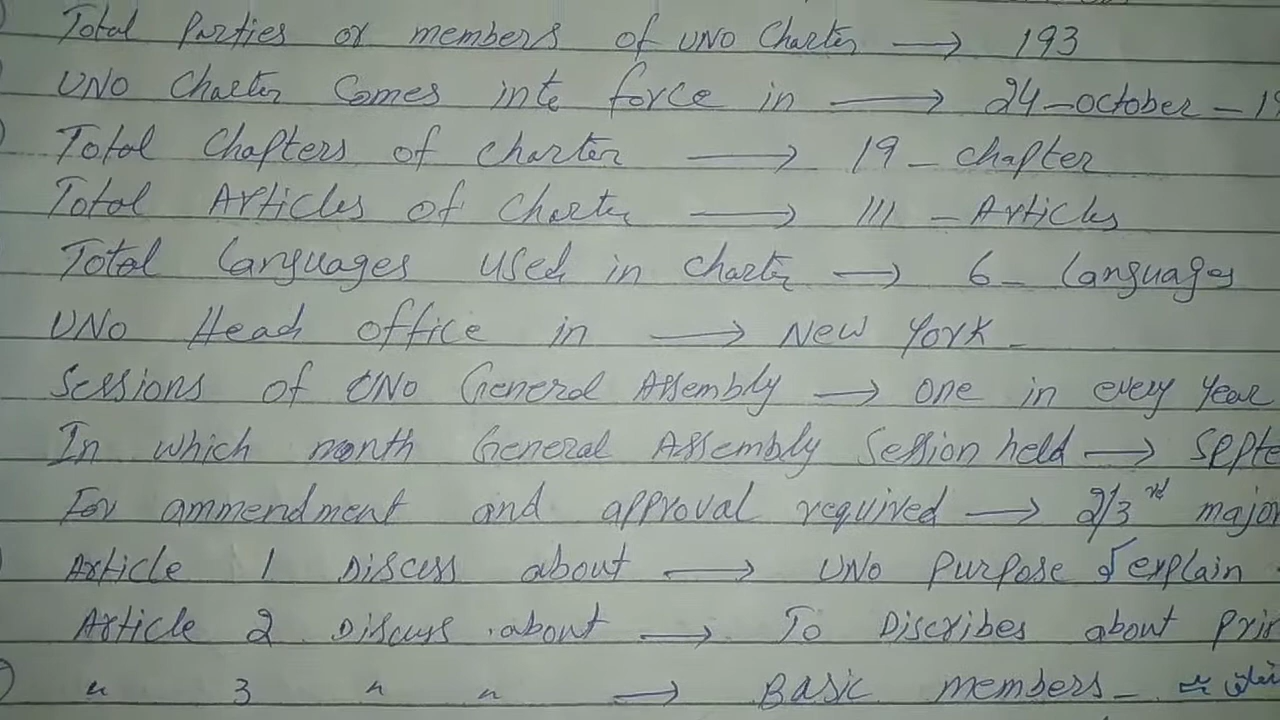 Total Parties or members of UNO Charter → 193
UNO Charter Comes into force in → 24-october-19
Total Chapters of charter → 19-chapter
Total Articles of Charter → 111-Articles
Total Languages used in charter → 6-Languages
UNO Head office in → New York-
Sessions of UNO General Assembly → one in every year
In which month General Assembly Session held → Septe
For ammendment and approval required → 2/3rd major
Article 1 Discuss about → UNO Purpose explain
Article 2 Discuss about → To Discribes about Prin
" 3 " " → Basic members-